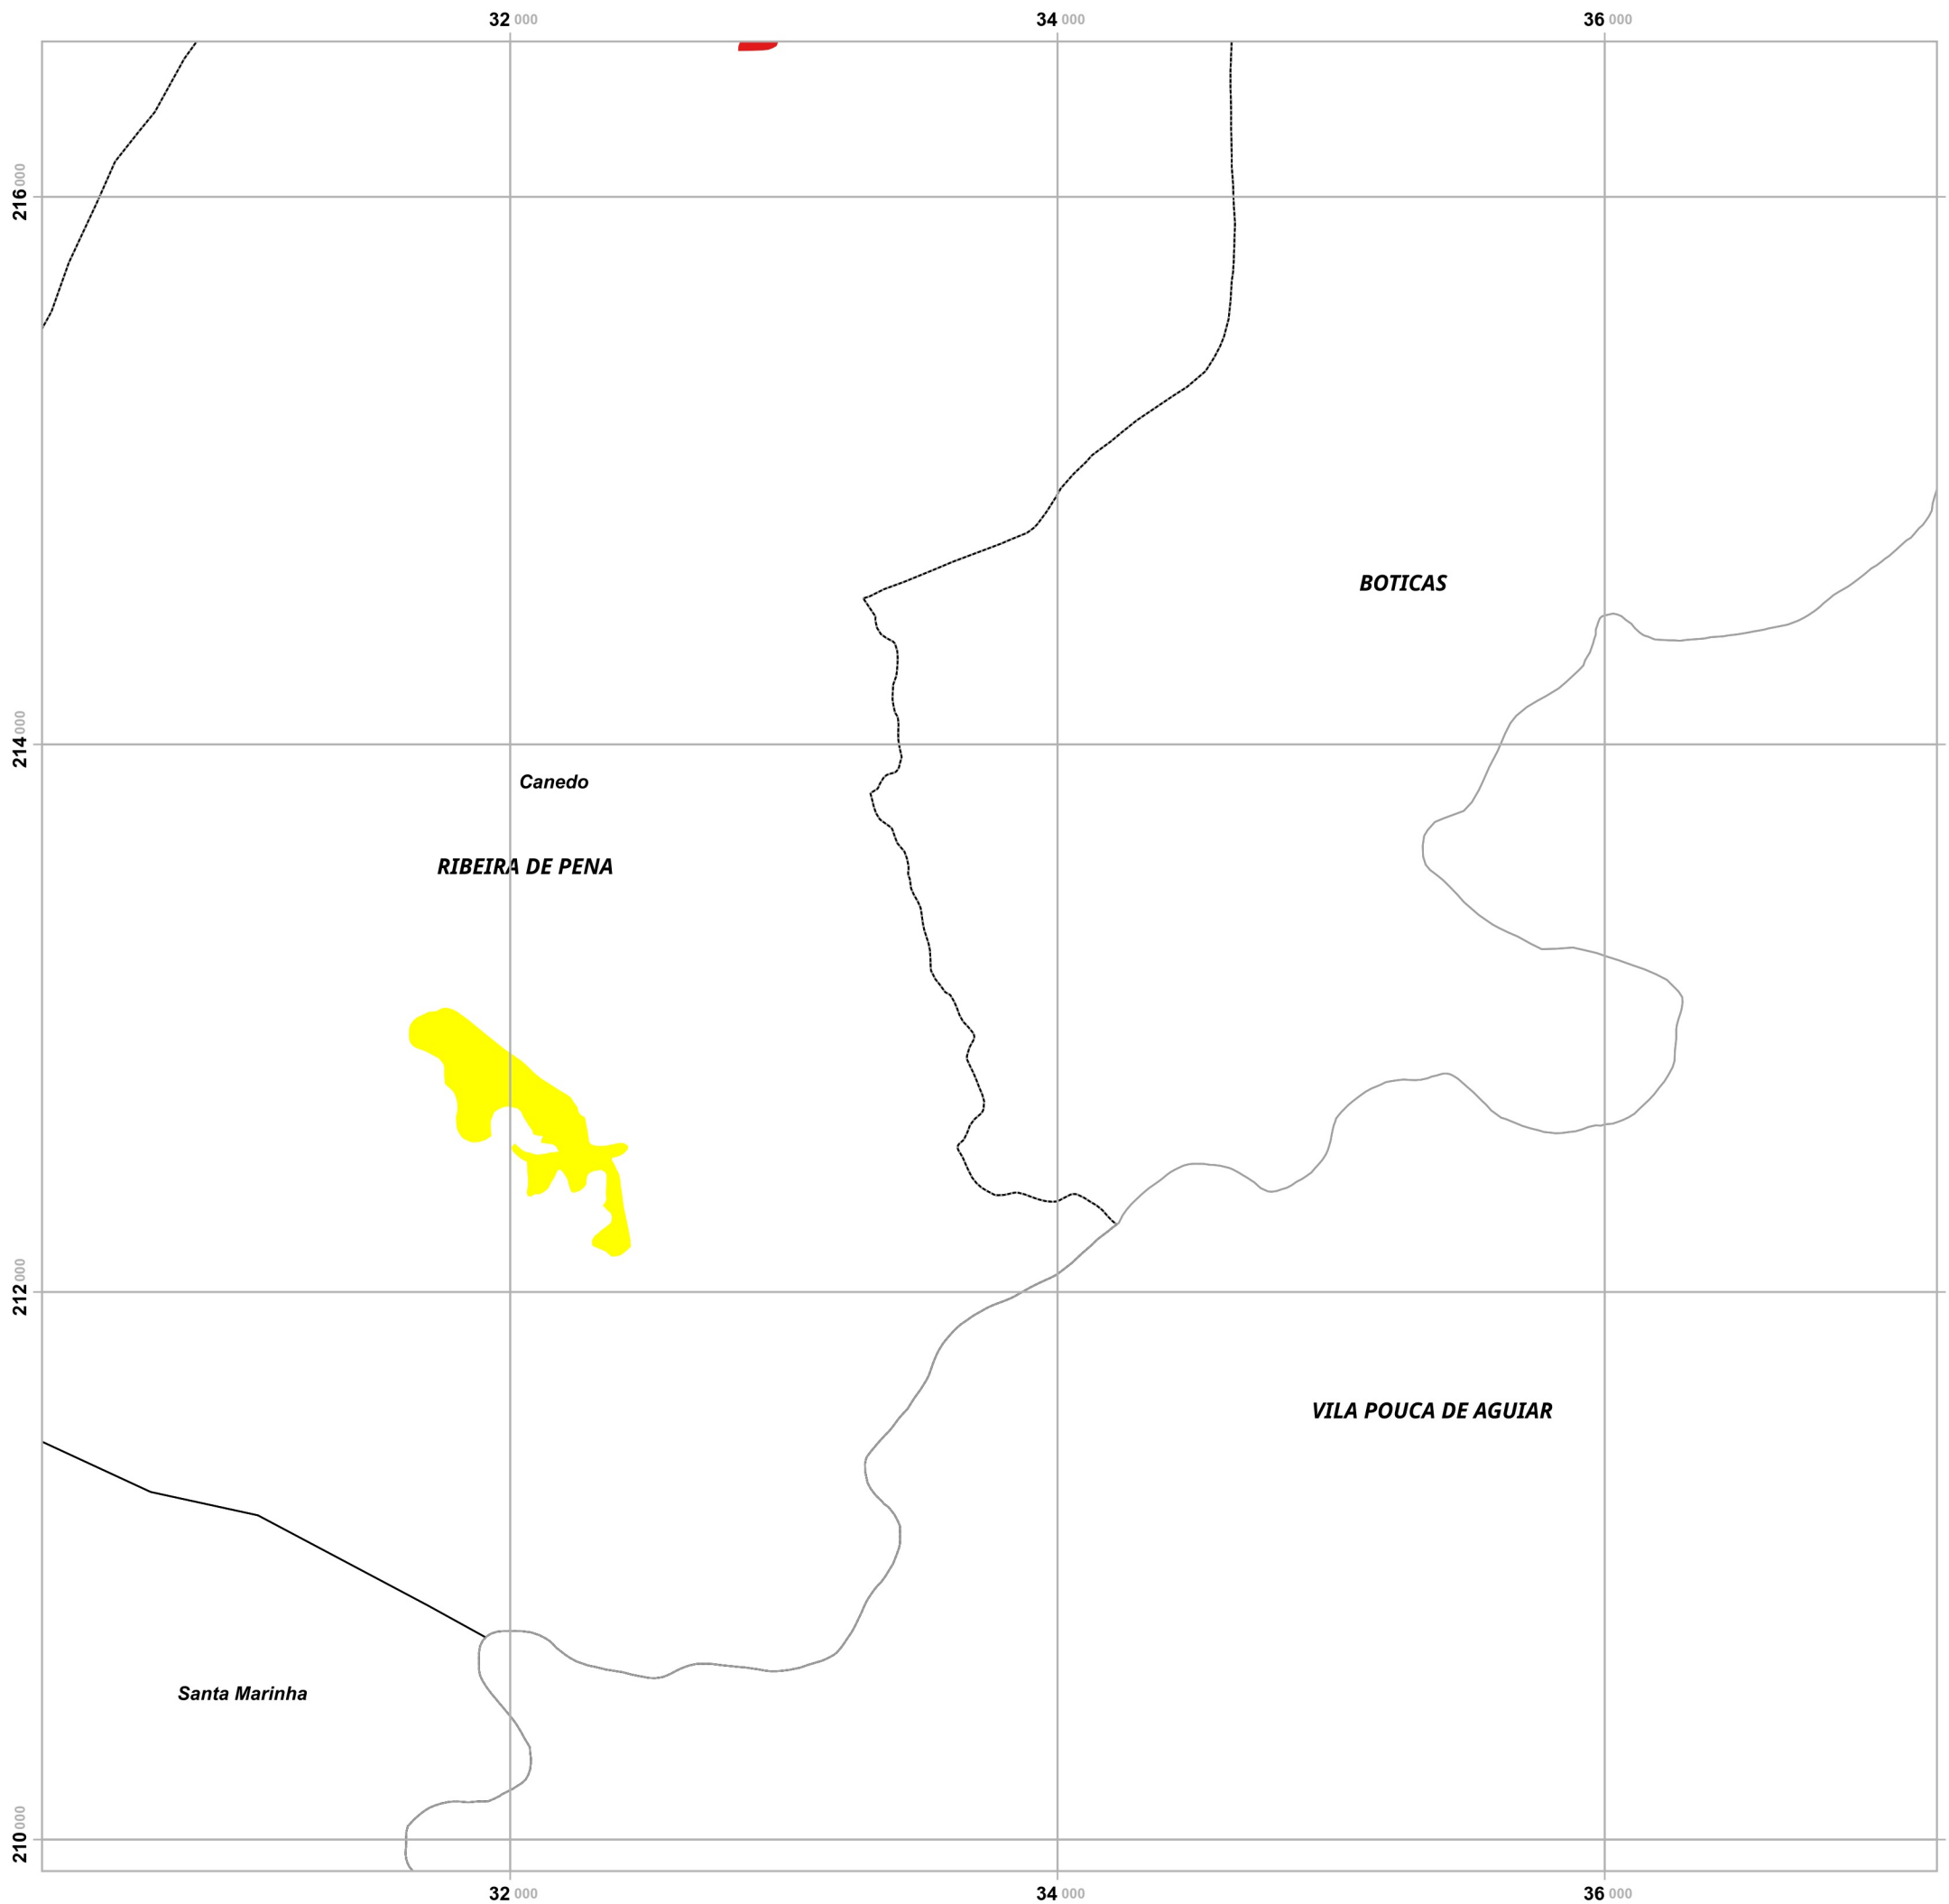 32 000 34 000 36 000
216 000
BOTICAS
214 000
Canedo
RIBEIRA DE PENA
212 000
VILA POUCA DE AGUIAR
Santa Marinha
210 000
32 000 34 000 36 000